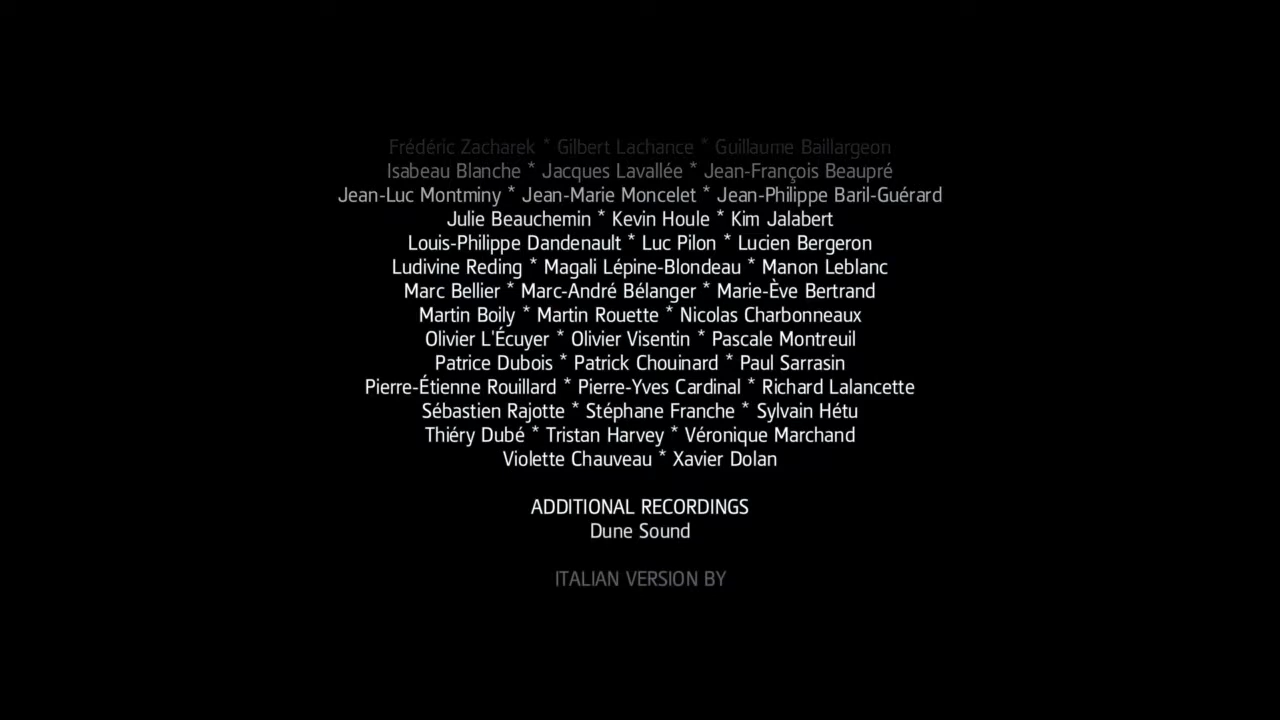 Frédéric Zacharek * Gilbert Lachance * Guillaume Baillargeon
Isabeau Blanche * Jacques Lavallée * Jean-François Beaupré
Jean-Luc Montminy * Jean-Marie Moncelet * Jean-Philippe Baril-Guérard
Julie Beauchemin * Kevin Houle * Kim Jalabert
Louis-Philippe Dandenault * Luc Pilon * Lucien Bergeron
Ludivine Reding * Magali Lépine-Blondeau * Manon Leblanc
Marc Bellier * Marc-André Bélanger * Marie-Ève Bertrand
Martin Boily * Martin Rouette * Nicolas Charbonneaux
Olivier L'Écuyer * Olivier Visentin * Pascale Montreuil
Patrice Dubois * Patrick Chouinard * Paul Sarrasin
Pierre-Étienne Rouillard * Pierre-Yves Cardinal * Richard Lalancette
Sébastien Rajotte * Stéphane Franche * Sylvain Hétu
Thiéry Dubé * Tristan Harvey * Véronique Marchand
Violette Chauveau * Xavier Dolan
ADDITIONAL RECORDINGS
Dune Sound
ITALIAN VERSION BY